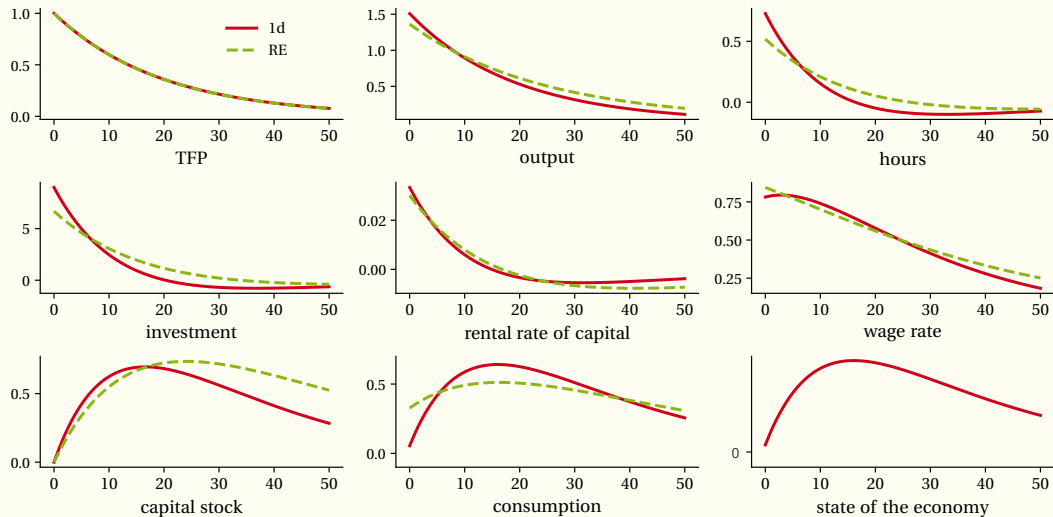 1.0
0.5
0.0
1d
RE
0 10 20 30 40 50
TFP
1.5
1.0
0.5
0 10 20 30 40 50
output
0.5
0.0
0 10 20 30 40 50
hours
5
0
0 10 20 30 40 50
investment
0.02
0.00
0 10 20 30 40 50
rental rate of capital
0.75
0.50
0.25
0 10 20 30 40 50
wage rate
0.5
0.0
0 10 20 30 40 50
capital stock
0.5
0.0
0 10 20 30 40 50
consumption
0
0 10 20 30 40 50
state of the economy